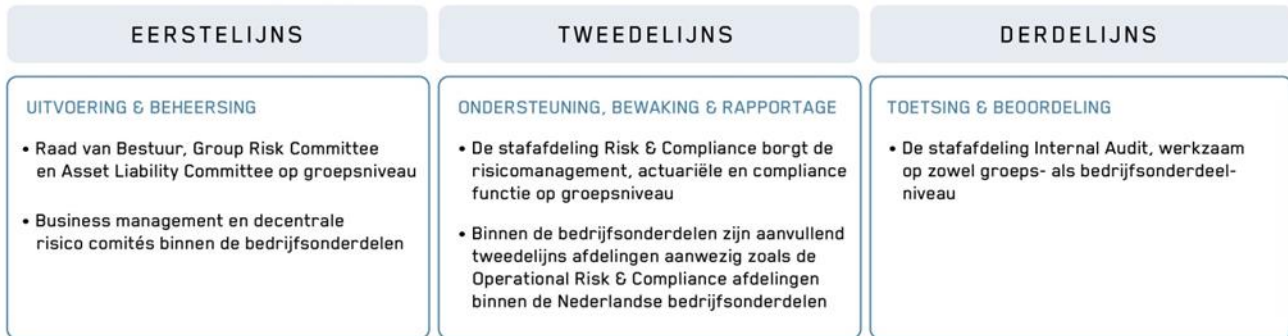 EERSTELIJNS
TWEEDELIJNS
DERDELIJNS
UITVOERING & BEHEERSING
• Raad van Bestuur, Group Risk Committee
en Asset Liability Committee op groepsniveau
• Business management en decentrale
risico comités binnen de bedrijfsonderdelen
ONDERSTEUNING, BEWAKING & RAPPORTAGE
• De stafafdeling Risk & Compliance borgt de
risicomanagement, actuariële en compliance
functie op groepsniveau
• Binnen de bedrijfsonderdelen zijn aanvullend
tweedelijns afdelingen aanwezig zoals de
Operational Risk & Compliance afdelingen
binnen de Nederlandse bedrijfsonderdelen
TOETSING & BEOORDELING
• De stafafdeling Internal Audit, werkzaam
op zowel groeps- als bedrijfsonderdeel-
niveau